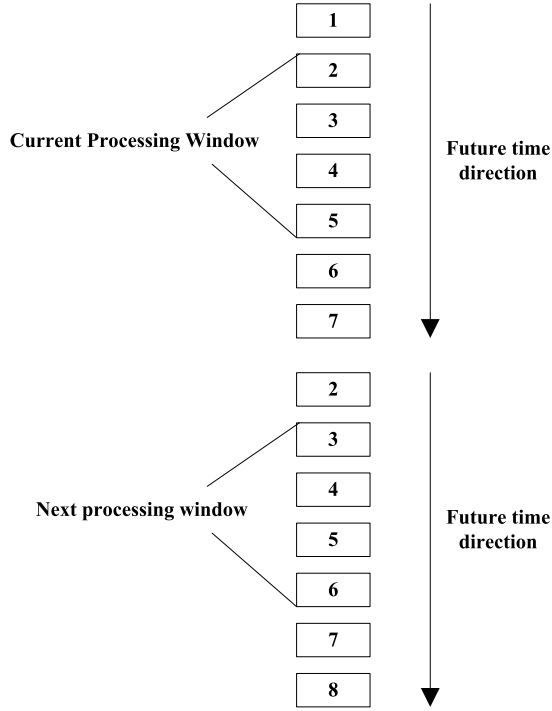 1
2
3
Current Processing Window
4
Future time
direction
5
6
7
2
3
4
Next processing window
5
Future time
direction
6
7
8